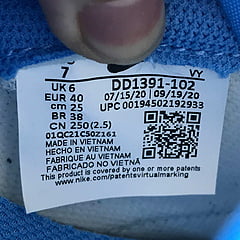 7 VY
UK 6 DD1391-102
EUR 40 07/15/20 09/19/20
cm 25 UPC 00194502192933
BR 38
CN 250(2.5)
01QC21C50Z161
MADE IN VIETNAM
HECHO EN VIETNAM
FABRIQUE AU VIETNAM
FABRICADO NO VIETNÃ
This product is covered by one or more patents
www.nike.com/patentsvirtualmarking